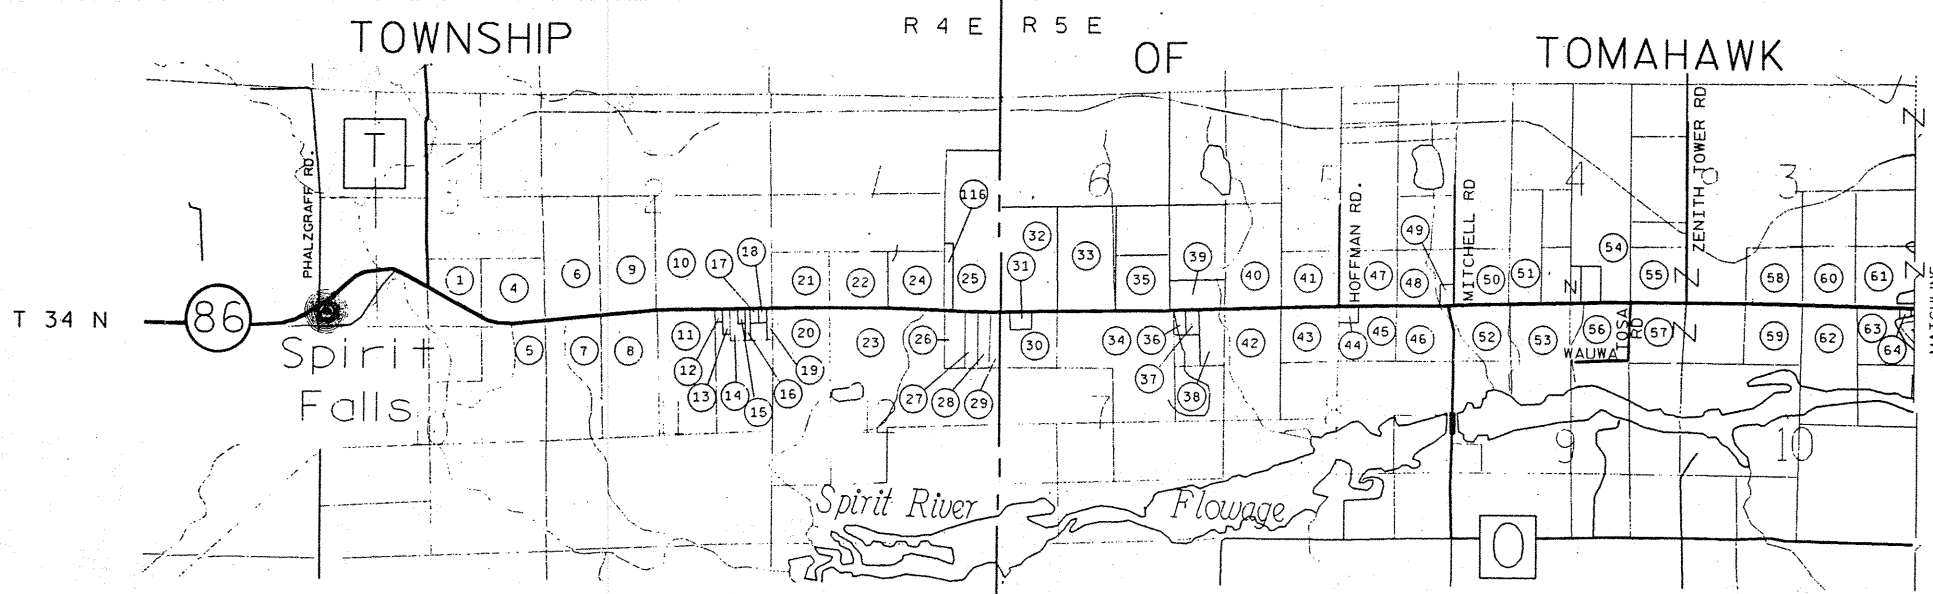 R 4 E R 5 E
TOWNSHIP OF TOMAHAWK
T
PHALZGRAFF RD.
3
2
1
6
5
4
3
116
HOFFMAN RD.
MITCHELL RD
ZENITH TOWER RD
1 4 6 9 10 17 18 21 22 24 25 31 32 33 35 39 40 41 47 48 49 50 51 54 55 58 60 61
T 34 N
86
5 7 8 11 12 13 14 15 16 19 20 23 26 27 28 29 30 34 36 37 38 42 43 44 45 46 52 53 56 57 59 62 63 64
WAUWA
TOSA
RD
Spirit
Falls
7
9
10
Spirit River Flowage
O